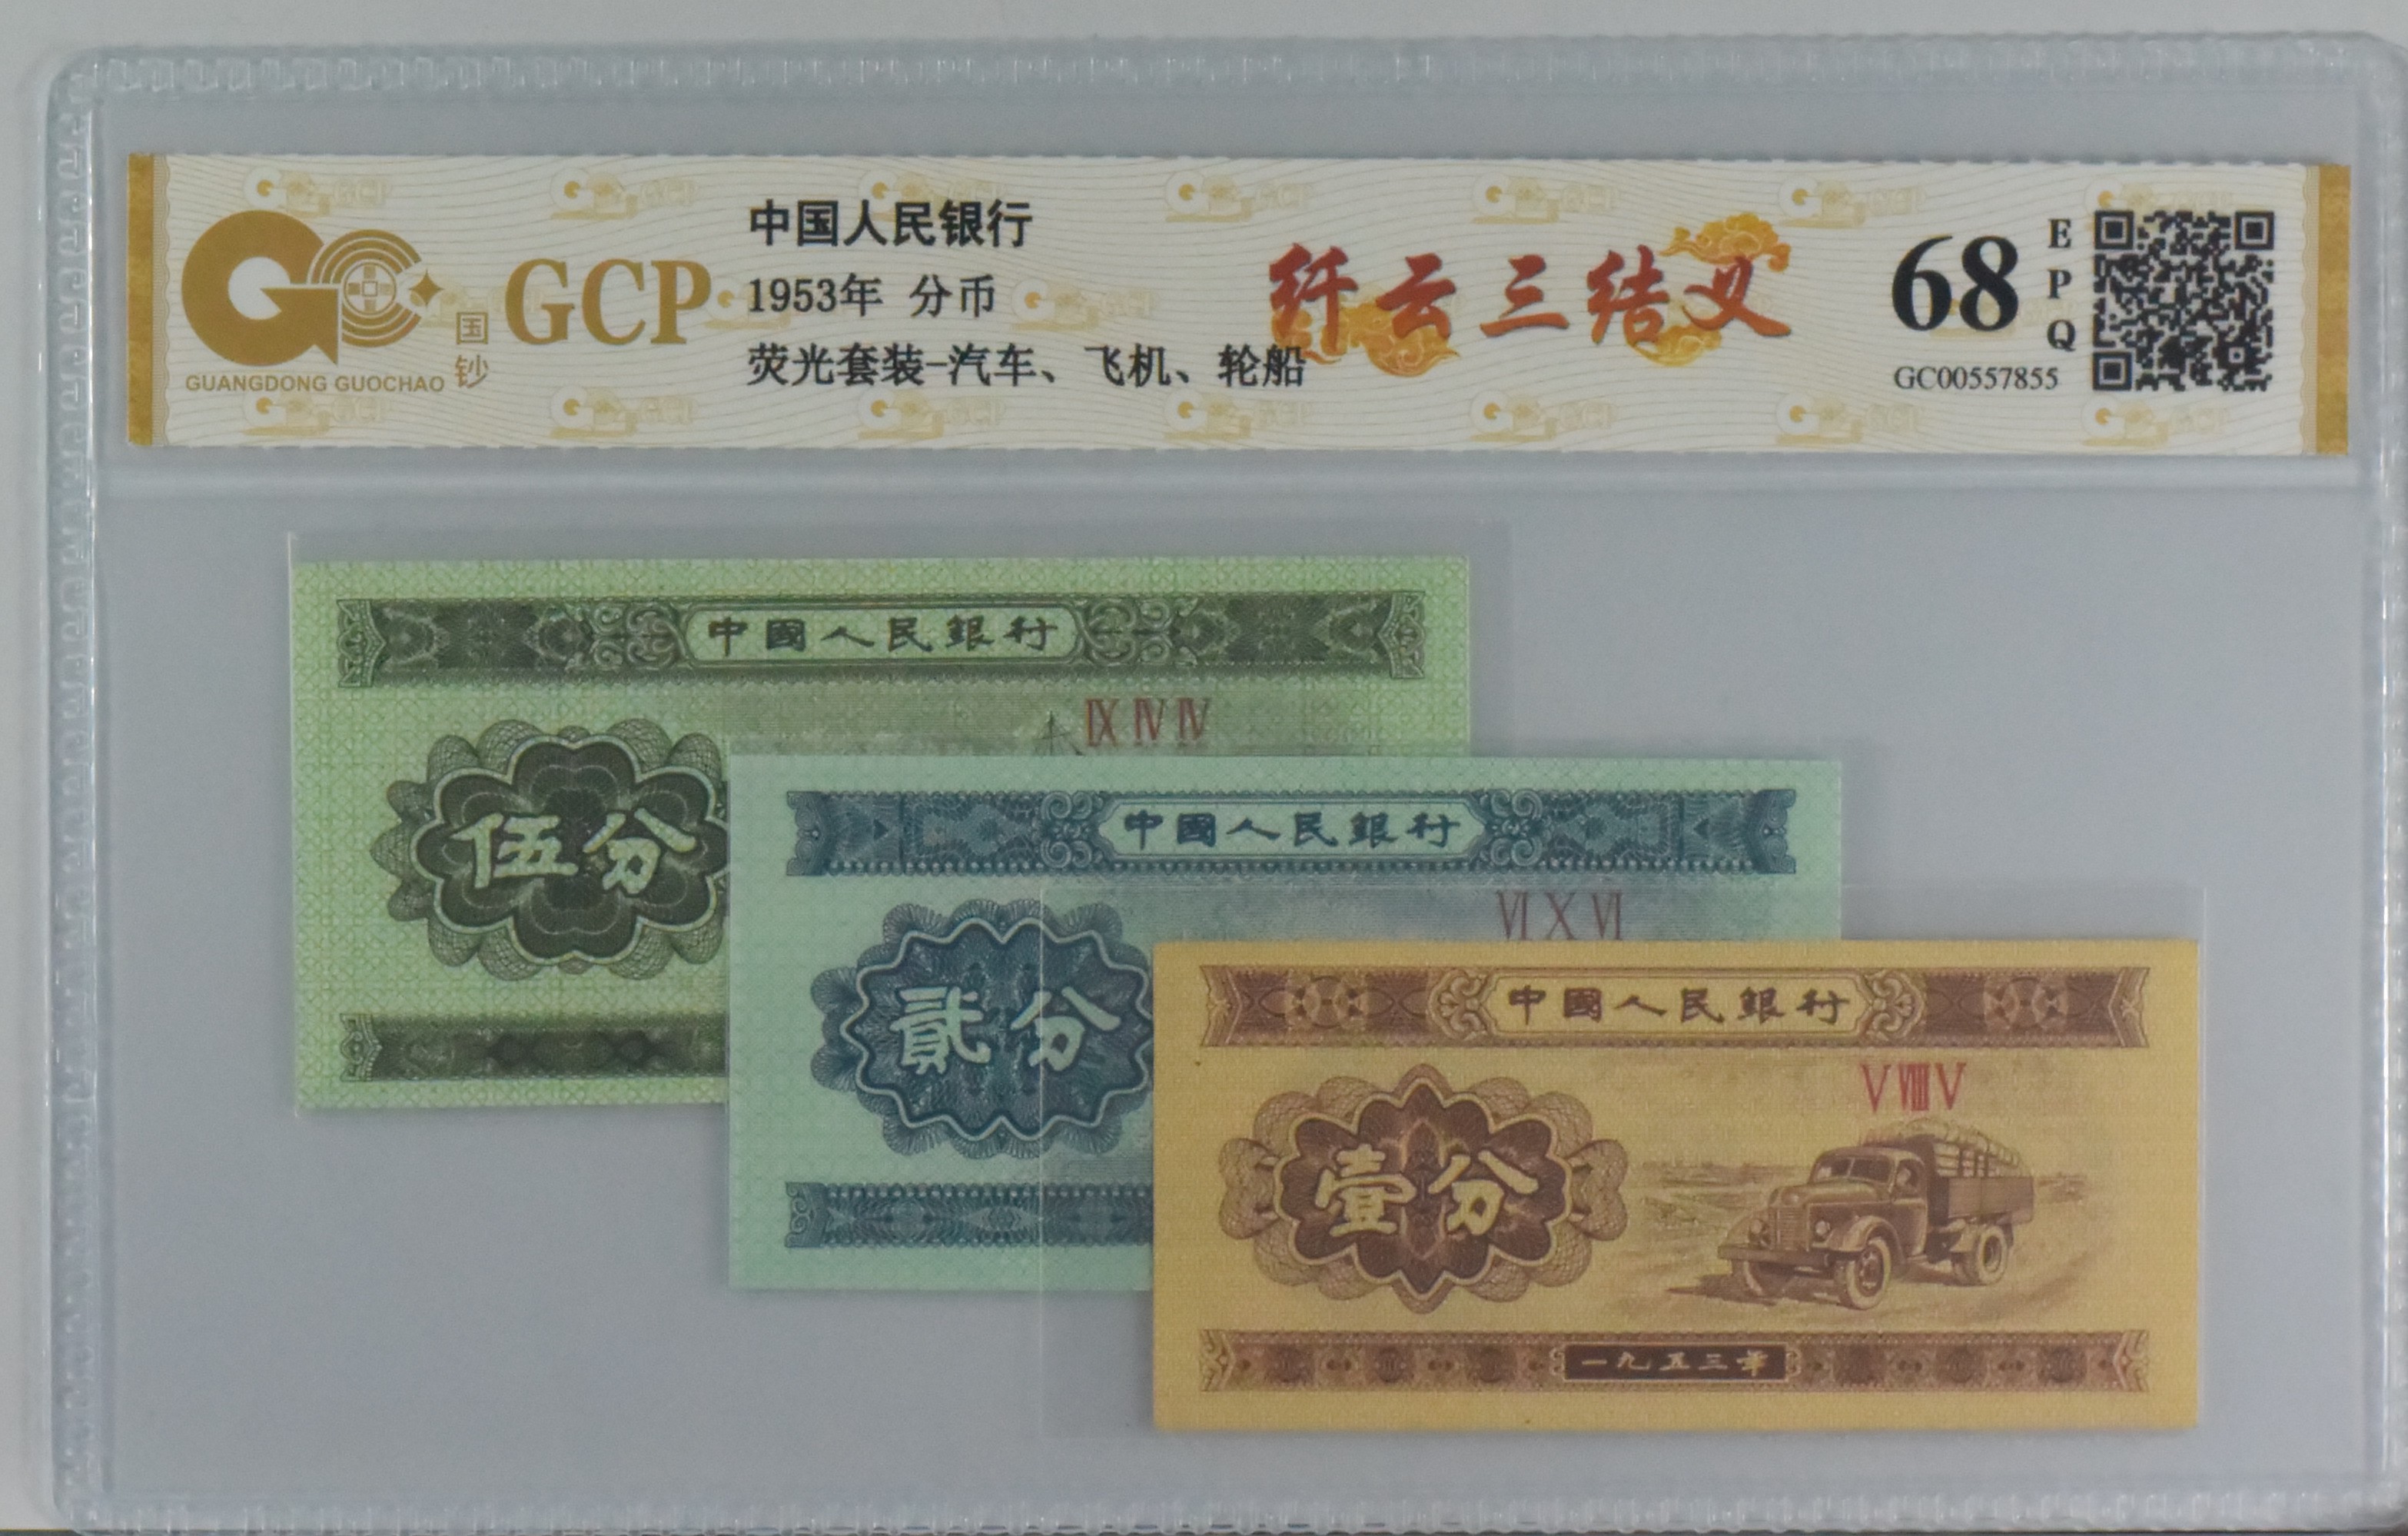 GCP
国
钞
GUANGDONG GUOCHAO
中国人民银行
1953年 分币
荧光套装-汽车、飞机、轮船
纤云三结义
68
E
P
Q
GC00557855
中國人民銀行
IX IV IV
伍分
中國人民銀行
VI X VI
貳分
中國人民銀行
V VIII V
壹分
一九五三年